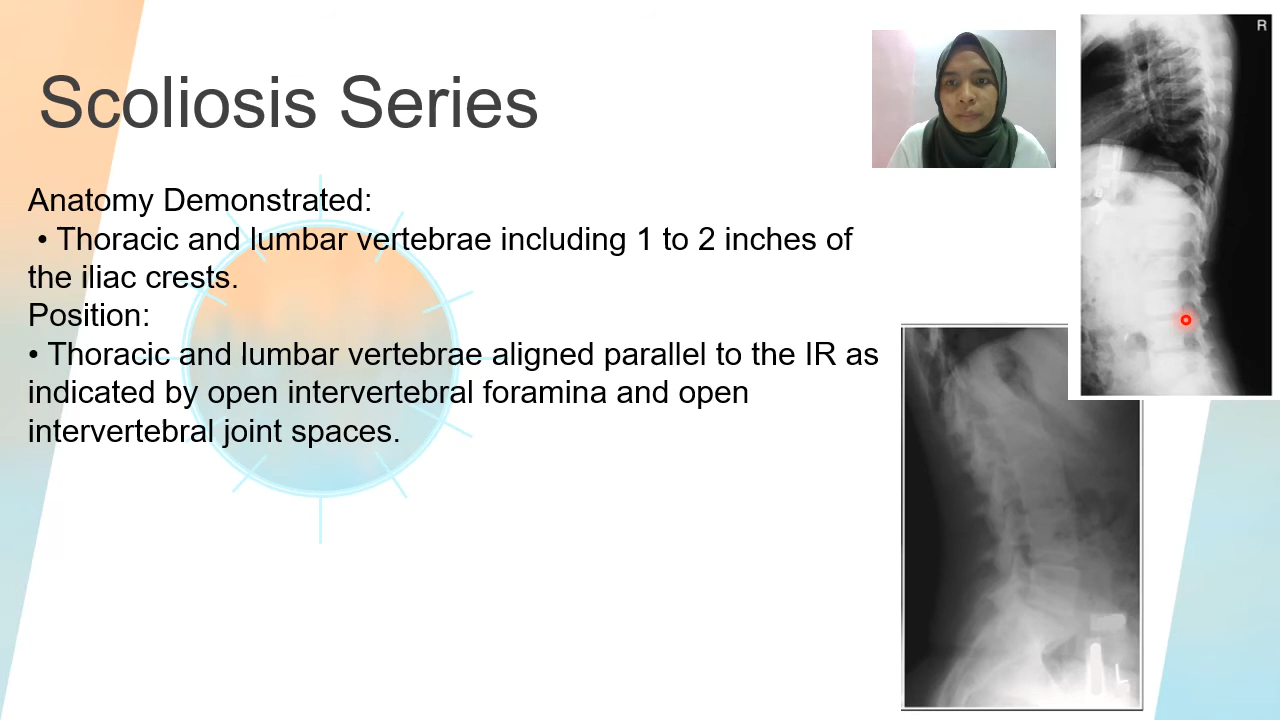 Scoliosis Series
R
Anatomy Demonstrated:
• Thoracic and lumbar vertebrae including 1 to 2 inches of
the iliac crests.
Position:
• Thoracic and lumbar vertebrae aligned parallel to the IR as
indicated by open intervertebral foramina and open
intervertebral joint spaces.
L